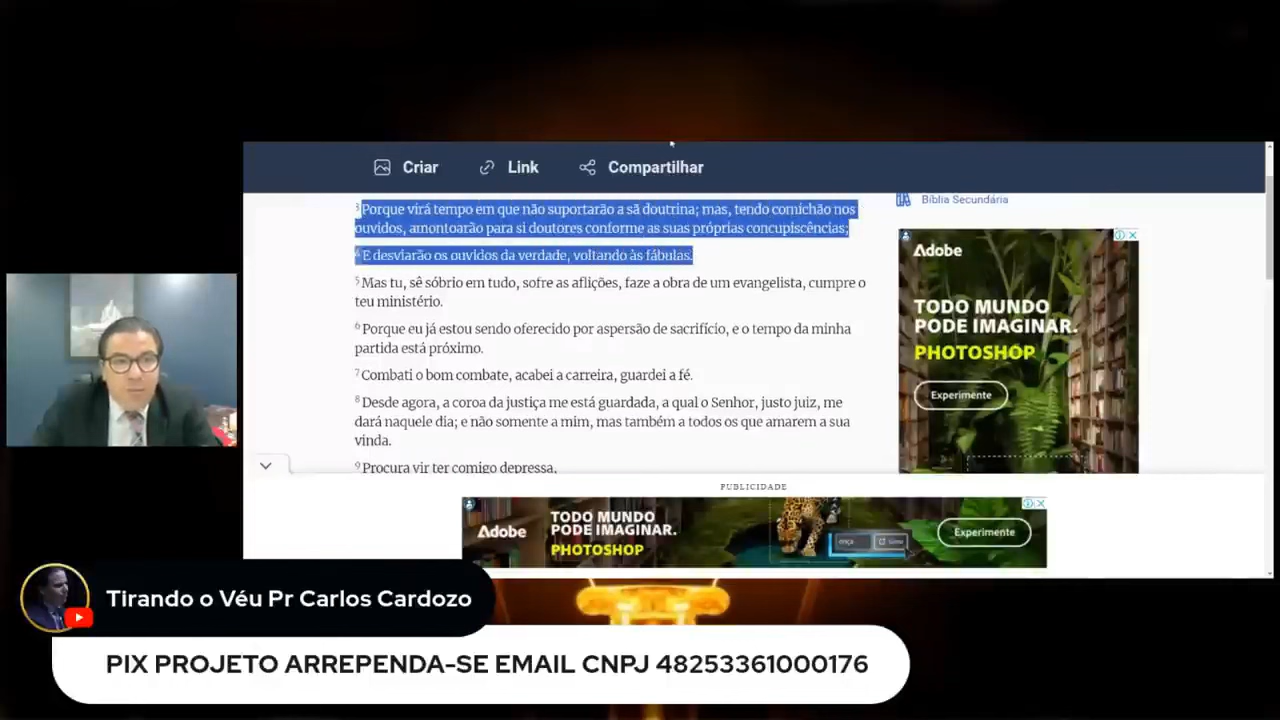 Criar
Link
Compartilhar
3 Porque virá tempo em que não suportarão a sã doutrina; mas, tendo comichão nos
ouvidos, amontoarão para si doutores conforme as suas próprias concupiscências;
4 E desviarão os ouvidos da verdade, voltando às fábulas.
5 Mas tu, sê sóbrio em tudo, sofre as aflições, faze a obra de um evangelista, cumpre o
teu ministério.
6 Porque eu já estou sendo oferecido por aspersão de sacrifício, e o tempo da minha
partida está próximo.
7 Combati o bom combate, acabei a carreira, guardei a fé.
8 Desde agora, a coroa da justiça me está guardada, a qual o Senhor, justo juiz, me
dará naquele dia; e não somente a mim, mas também a todos os que amarem a sua
vinda.
9 Procura vir ter comigo depressa,
Bíblia Secundária
Adobe
TODO MUNDO
PODE IMAGINAR.
PHOTOSHOP
Experimente
PUBLICIDADE
Adobe
TODO MUNDO
PODE IMAGINAR.
PHOTOSHOP
Experimente
Tirando o Véu Pr Carlos Cardozo
PIX PROJETO ARREPENDA-SE EMAIL CNPJ 48253361000176